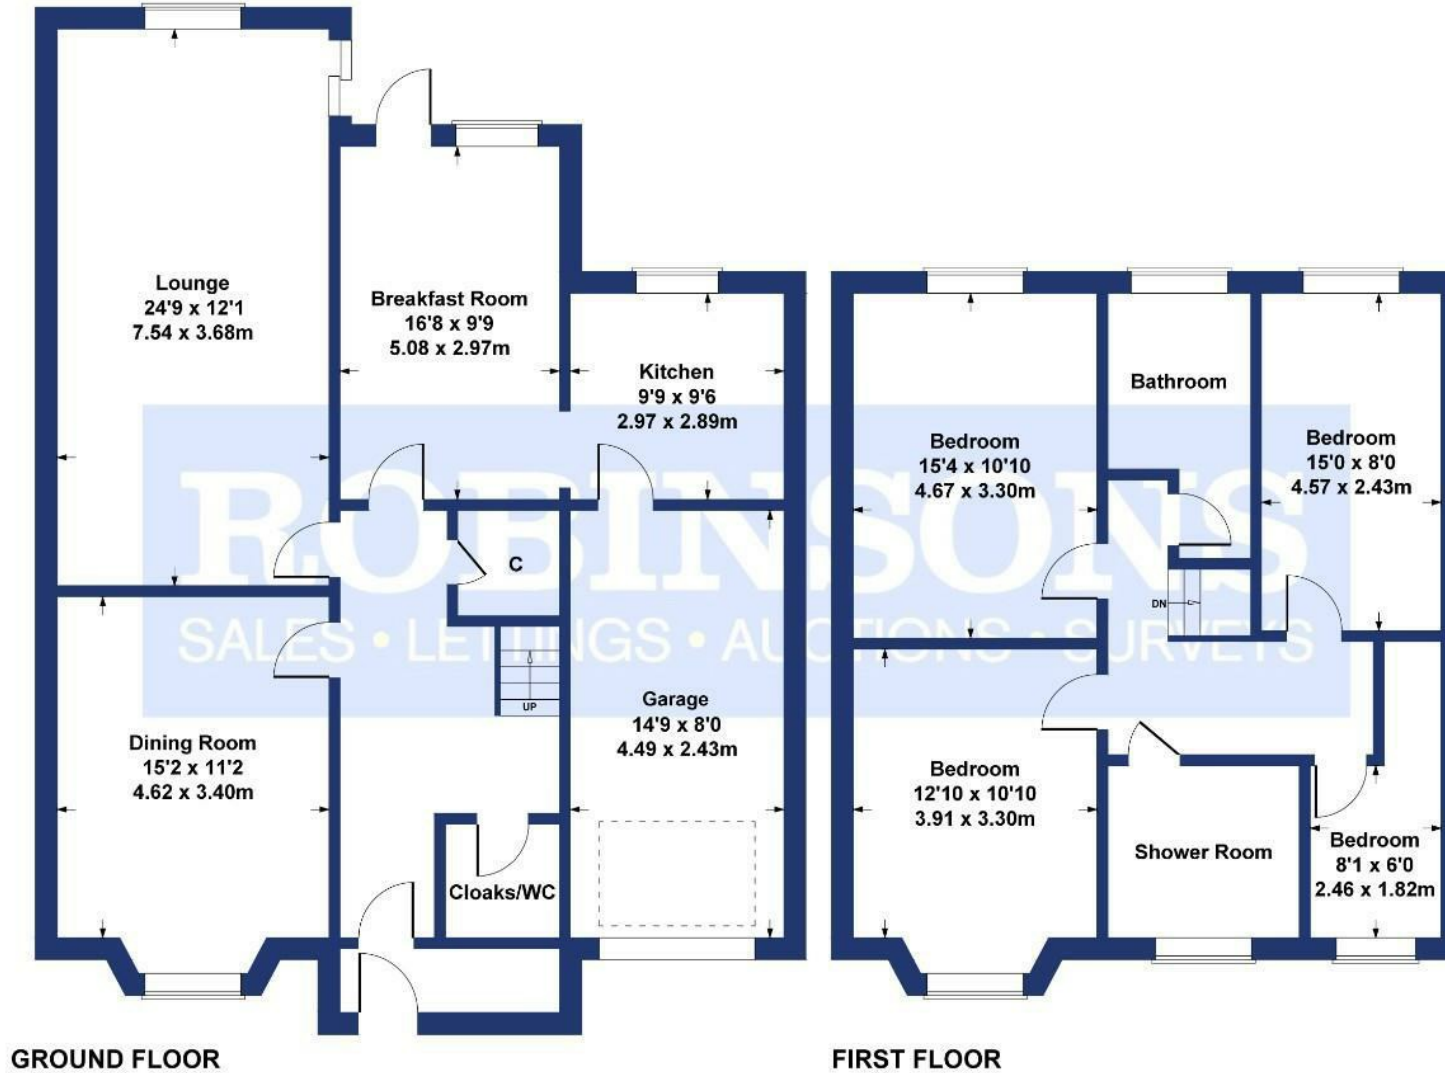 Lounge
24'9 x 12'1
7.54 x 3.68m
Breakfast Room
16'8 x 9'9
5.08 x 2.97m
Kitchen
9'9 x 9'6
2.97 x 2.89m
C
UP
Dining Room
15'2 x 11'2
4.62 x 3.40m
Garage
14'9 x 8'0
4.49 x 2.43m
Cloaks/WC
GROUND FLOOR
Bedroom
15'4 x 10'10
4.67 x 3.30m
Bathroom
Bedroom
15'0 x 8'0
4.57 x 2.43m
DN
Bedroom
12'10 x 10'10
3.91 x 3.30m
Shower Room
Bedroom
8'1 x 6'0
2.46 x 1.82m
FIRST FLOOR
ROBINSONS
SALES • LETTINGS • AUCTIONS • SURVEYS